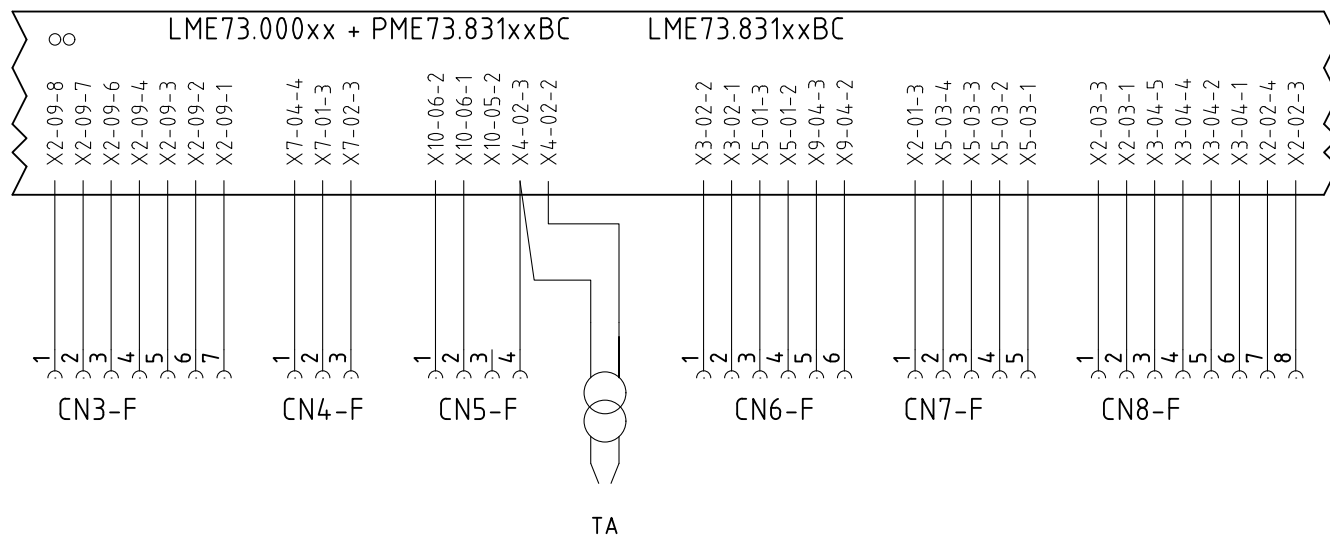 LME73.000xx + PME73.831xxBC
LME73.831xxBC
X2-09-8
X2-09-7
X2-09-6
X2-09-4
X2-09-3
X2-09-2
X2-09-1
X7-04-4
X7-01-3
X7-02-3
X10-06-2
X10-06-1
X10-05-2
X4-02-3
X4-02-2
X3-02-2
X3-02-1
X5-01-3
X5-01-2
X9-04-3
X9-04-2
X2-01-3
X5-03-4
X5-03-3
X5-03-2
X5-03-1
X2-03-3
X2-03-1
X3-04-5
X3-04-4
X3-04-2
X3-04-1
X2-02-4
X2-02-3
1 2 3 4 5 6 7
1 2 3
1 2 3 4
1 2 3 4 5 6
1 2 3 4 5
1 2 3 4 5 6 7 8
CN3-F
CN4-F
CN5-F
CN6-F
CN7-F
CN8-F
TA